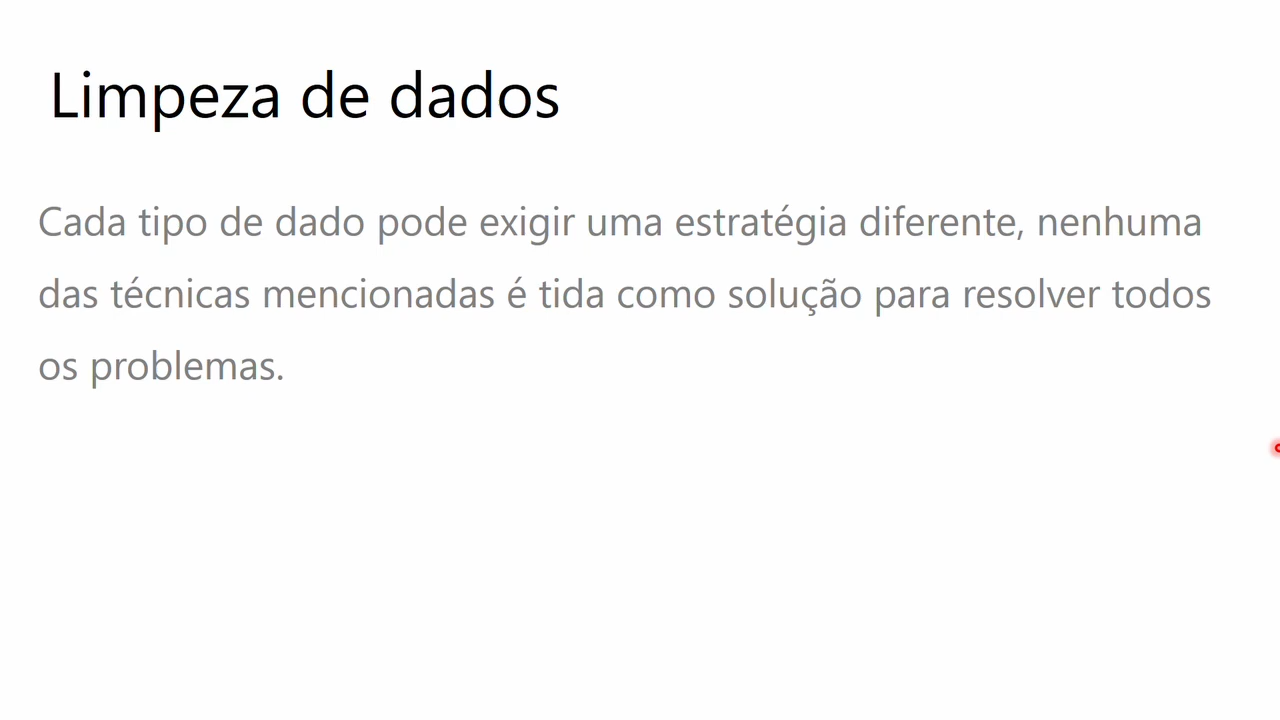 Limpeza de dados
Cada tipo de dado pode exigir uma estratégia diferente, nenhuma
das técnicas mencionadas é tida como solução para resolver todos
os problemas.